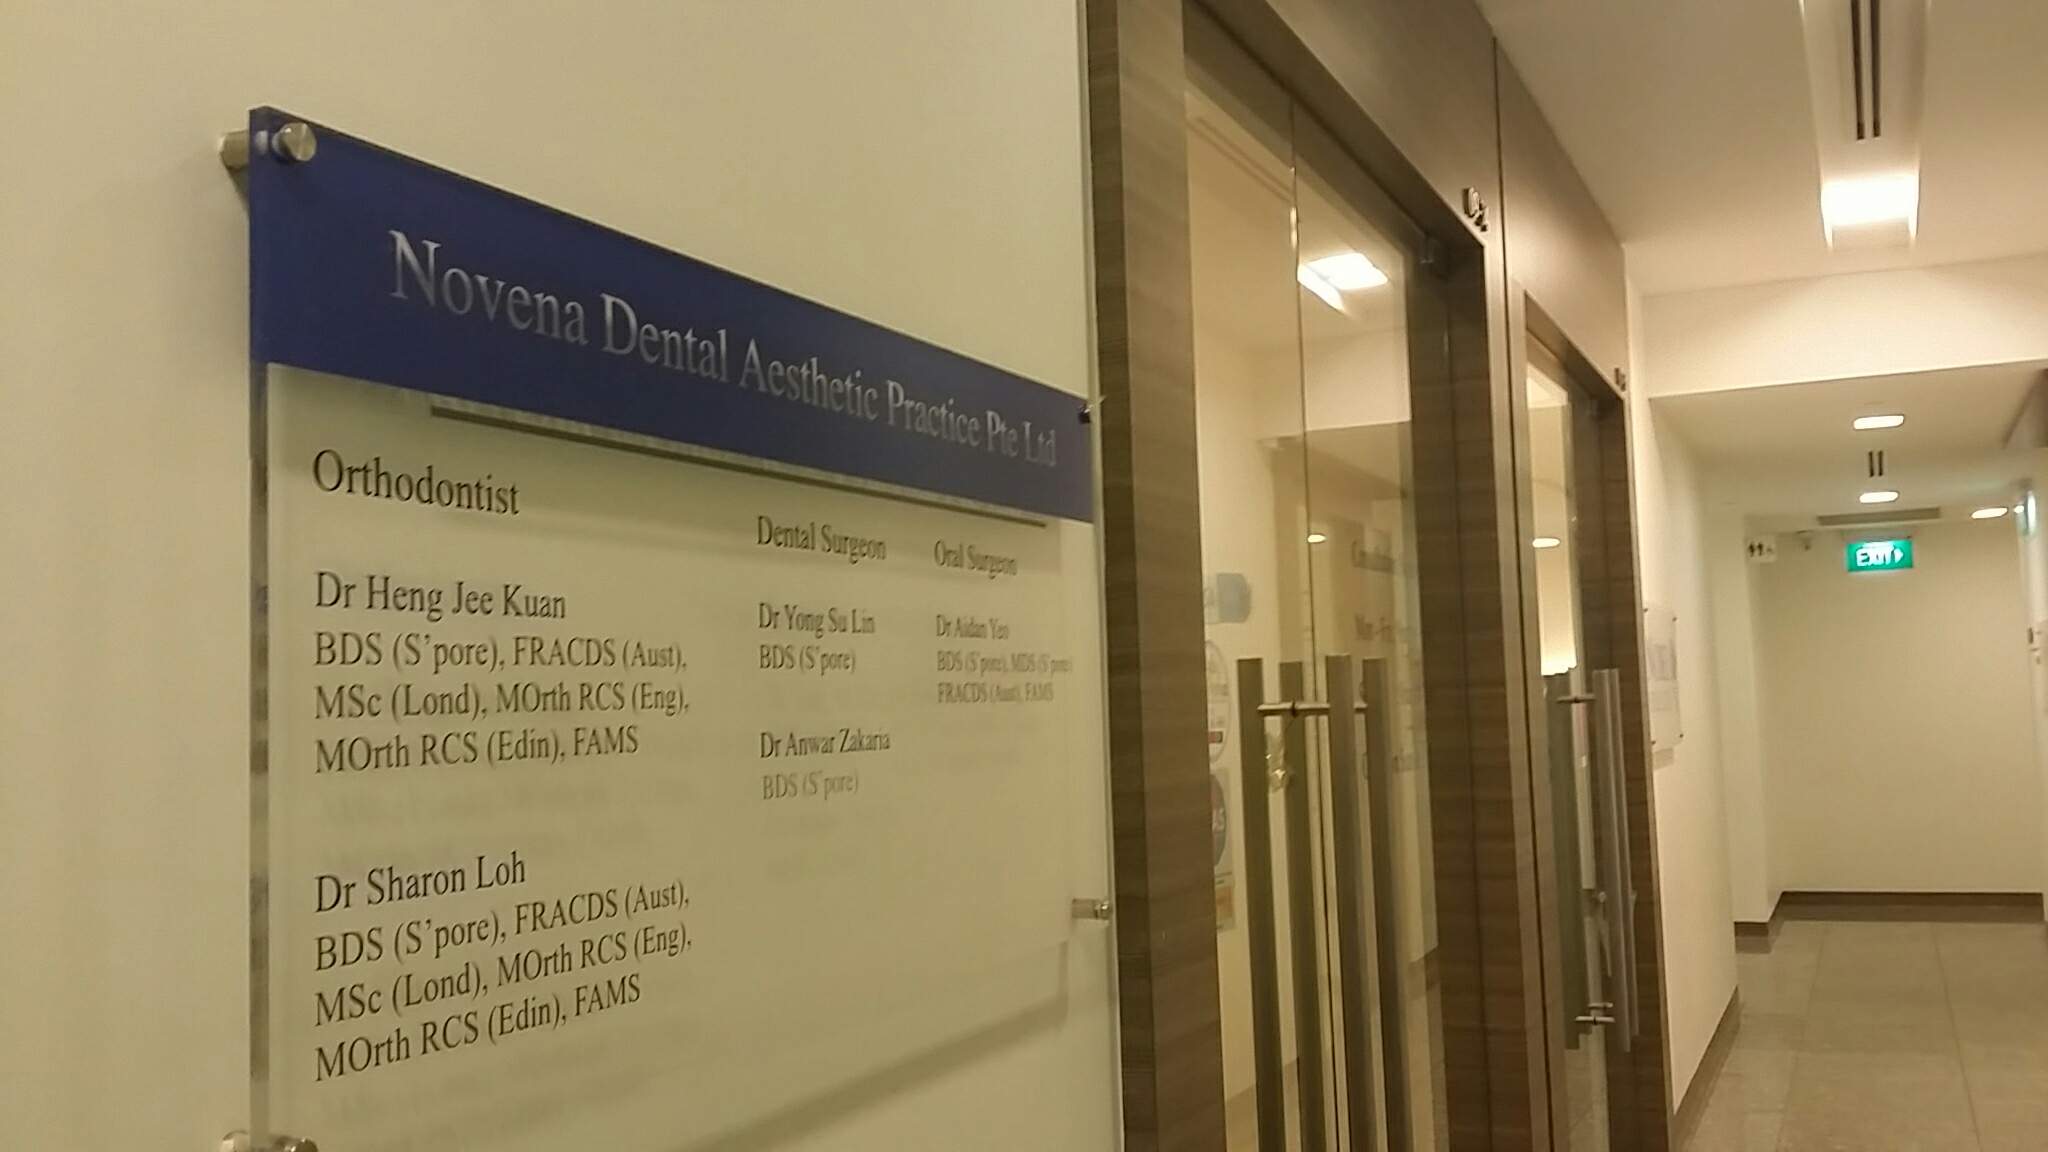 Novena Dental Aesthetic Practice Pte Ltd
Orthodontist
Dr Heng Jee Kuan
BDS (S'pore), FRACDS (Aust),
MSc (Lond), MOrth RCS (Eng),
MOrth RCS (Edin), FAMS
Dr Sharon Loh
BDS (S'pore), FRACDS (Aust),
MSc (Lond), MOrth RCS (Eng),
MOrth RCS (Edin), FAMS
Dental Surgeon
Dr Yong Su Lin
BDS (S'pore)
Dr Anwar Zakaria
BDS (S'pore)
Oral Surgeon
Dr Aidan Yeo
BDS (S'pore), MDS (S'pore)
FRACDS (Aust), FAMS
EXIT